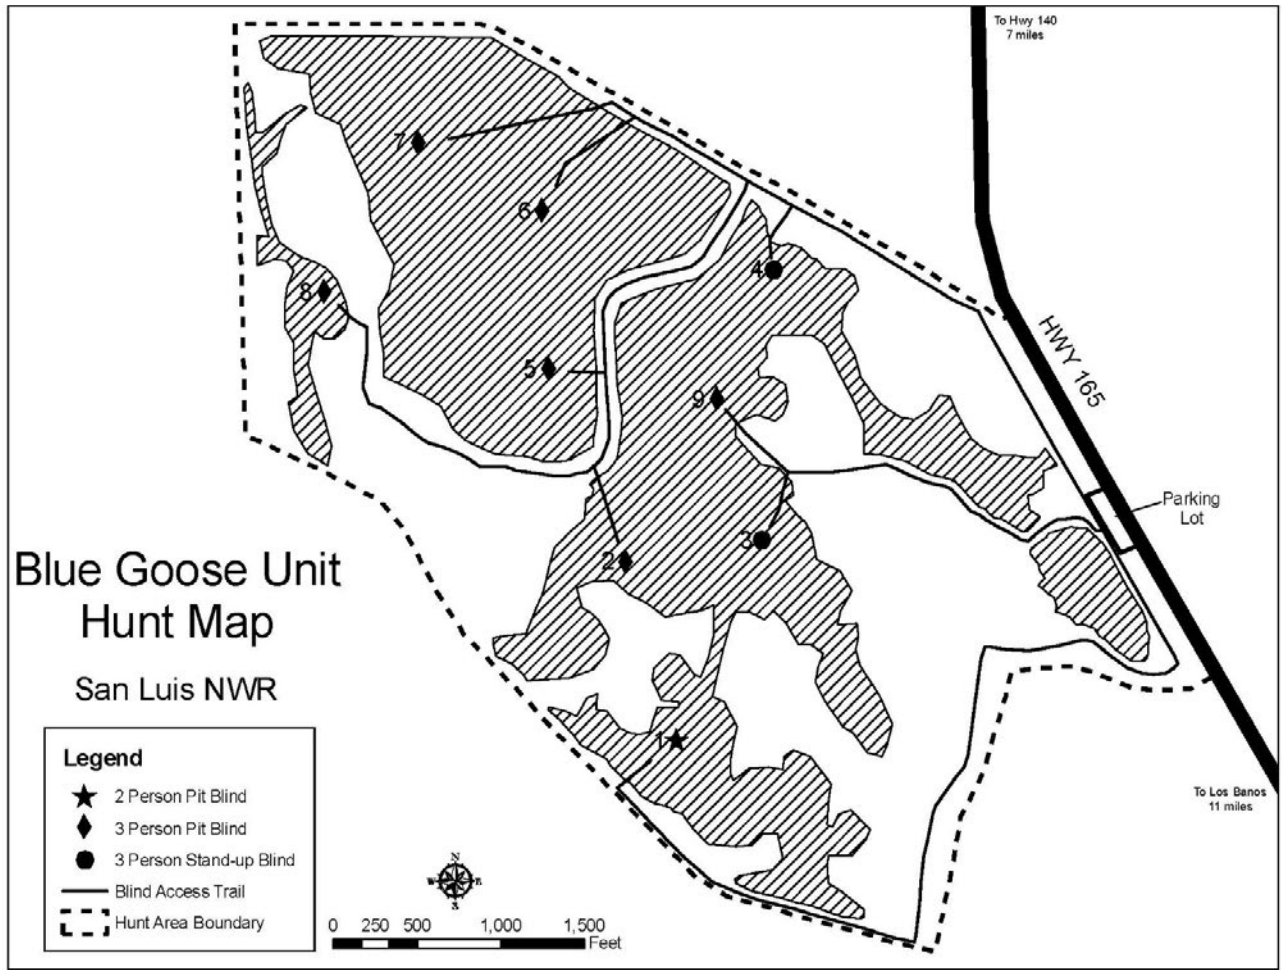 To Hwy 140
7 miles
7
6
4
8
HWY 165
5
9
Parking
Lot
3
2
Blue Goose Unit
Hunt Map
San Luis NWR
1
Legend
2 Person Pit Blind
3 Person Pit Blind
3 Person Stand-up Blind
Blind Access Trail
Hunt Area Boundary
To Los Banos
11 miles
N
W E
S
0 250 500 1,000 1,500
Feet